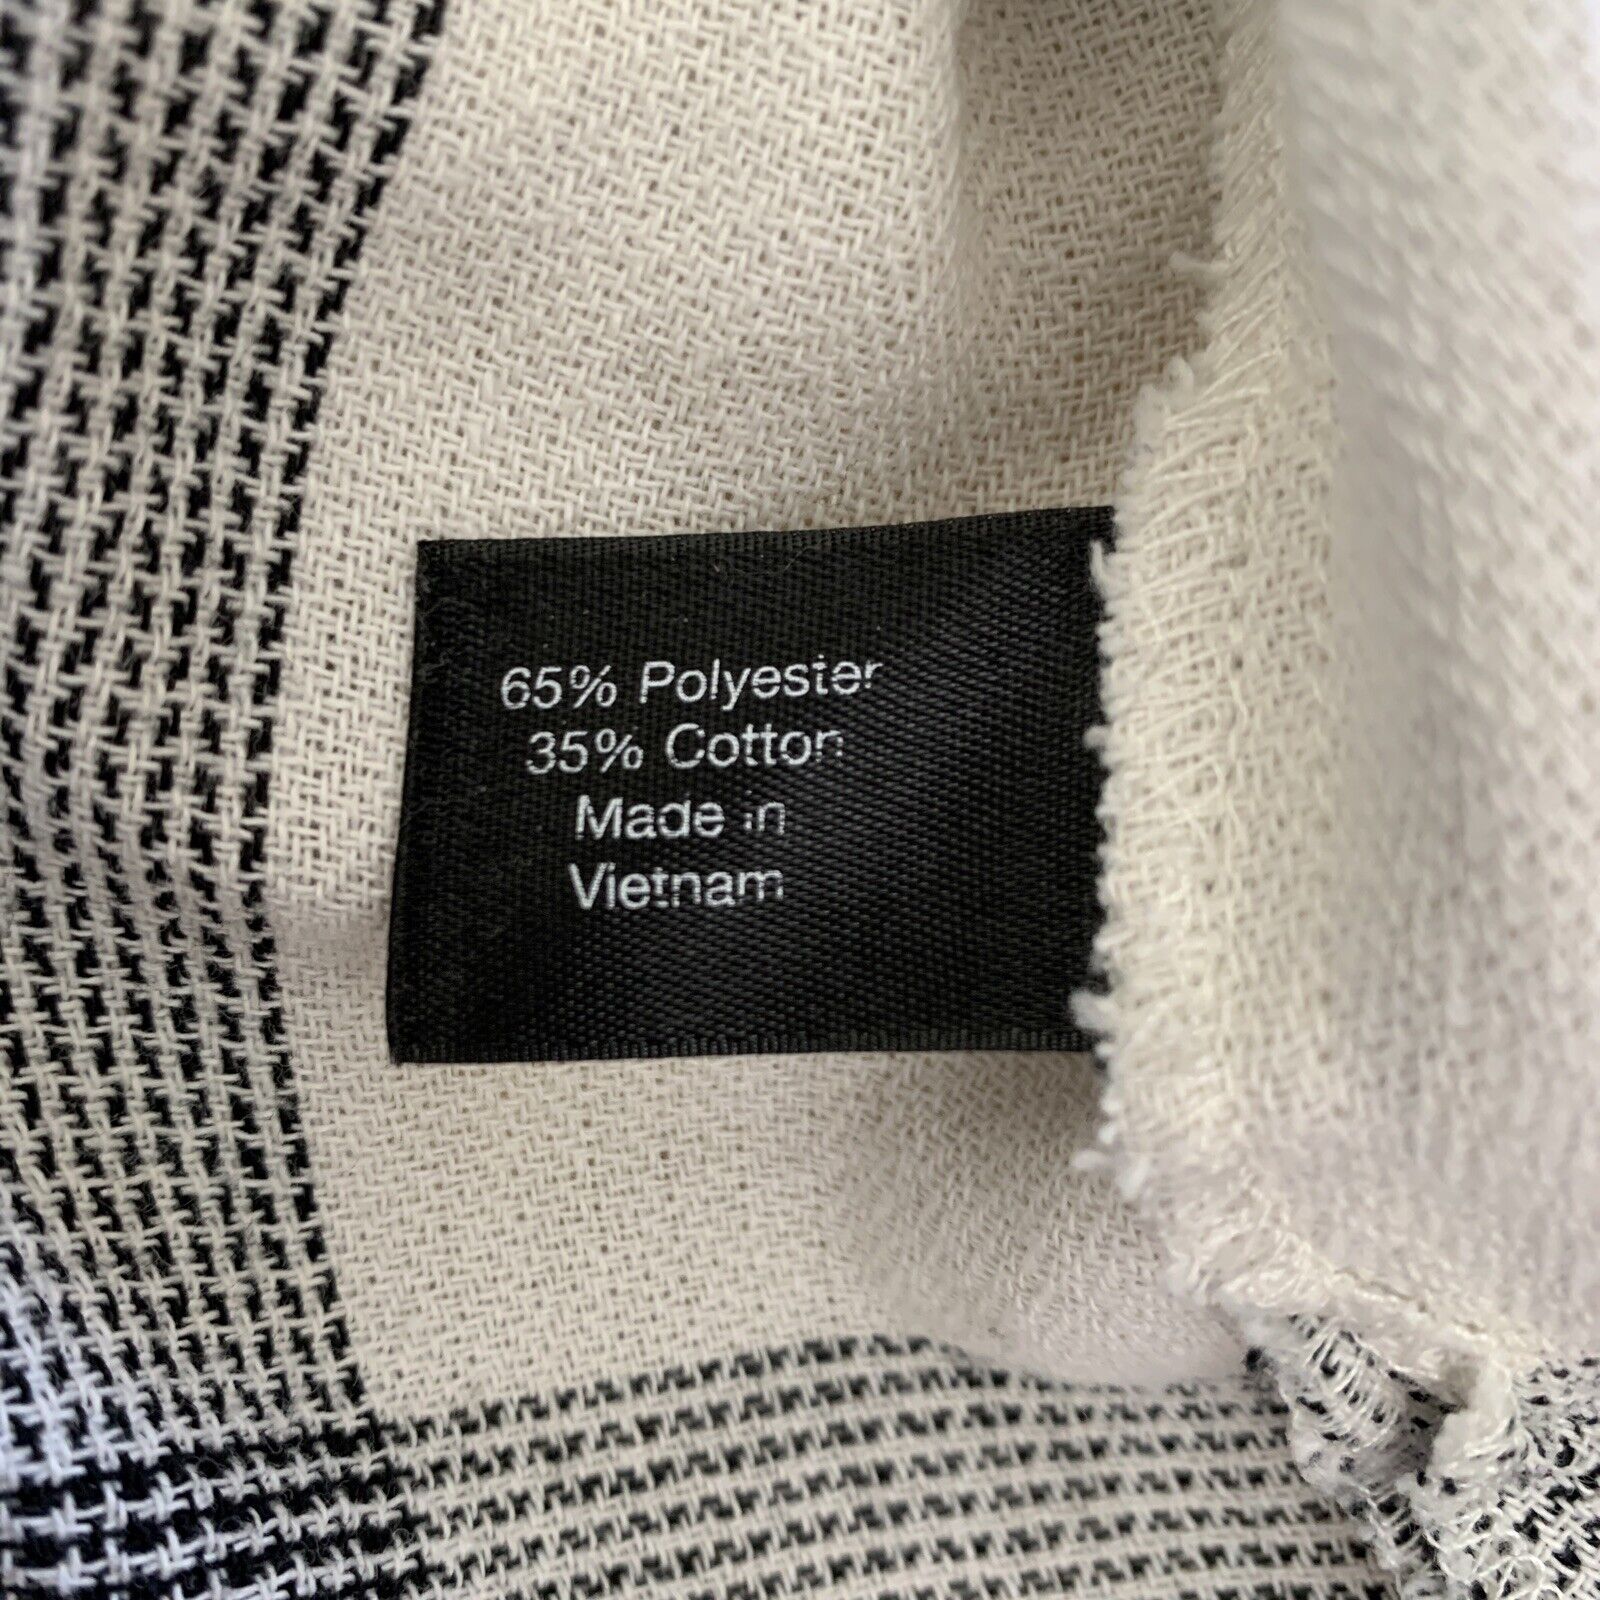 65% Polyester
35% Cotton
Made in
Vietnam